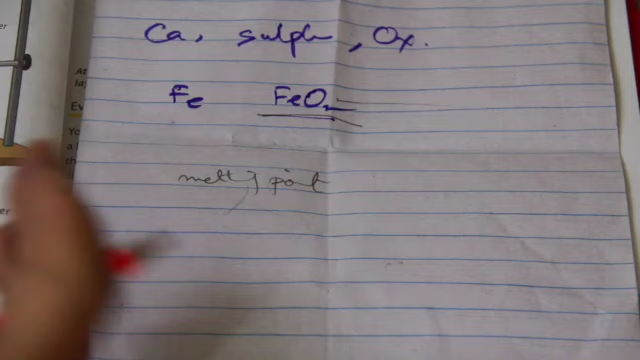 Ca, sulph, Ox.
Fe FeO
melting point